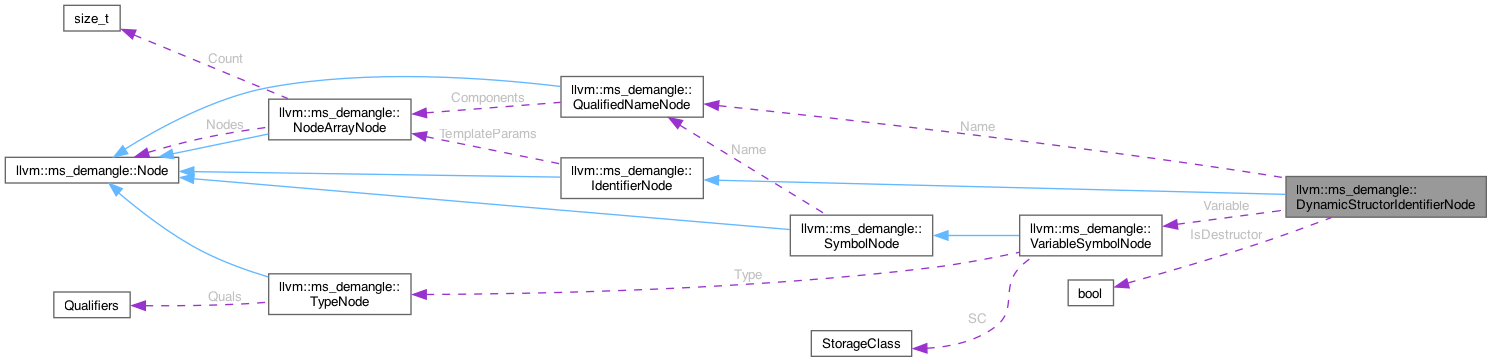 size_t
Count
llvm::ms_demangle::
QualifiedNameNode
Components
llvm::ms_demangle::
NodeArrayNode
Nodes
Name
TemplateParams
Name
llvm::ms_demangle::Node
llvm::ms_demangle::
IdentifierNode
llvm::ms_demangle::
DynamicStructorIdentifierNode
Variable
llvm::ms_demangle::
SymbolNode
llvm::ms_demangle::
VariableSymbolNode
IsDestructor
Type
llvm::ms_demangle::
TypeNode
Quals
Qualifiers
bool
SC
StorageClass